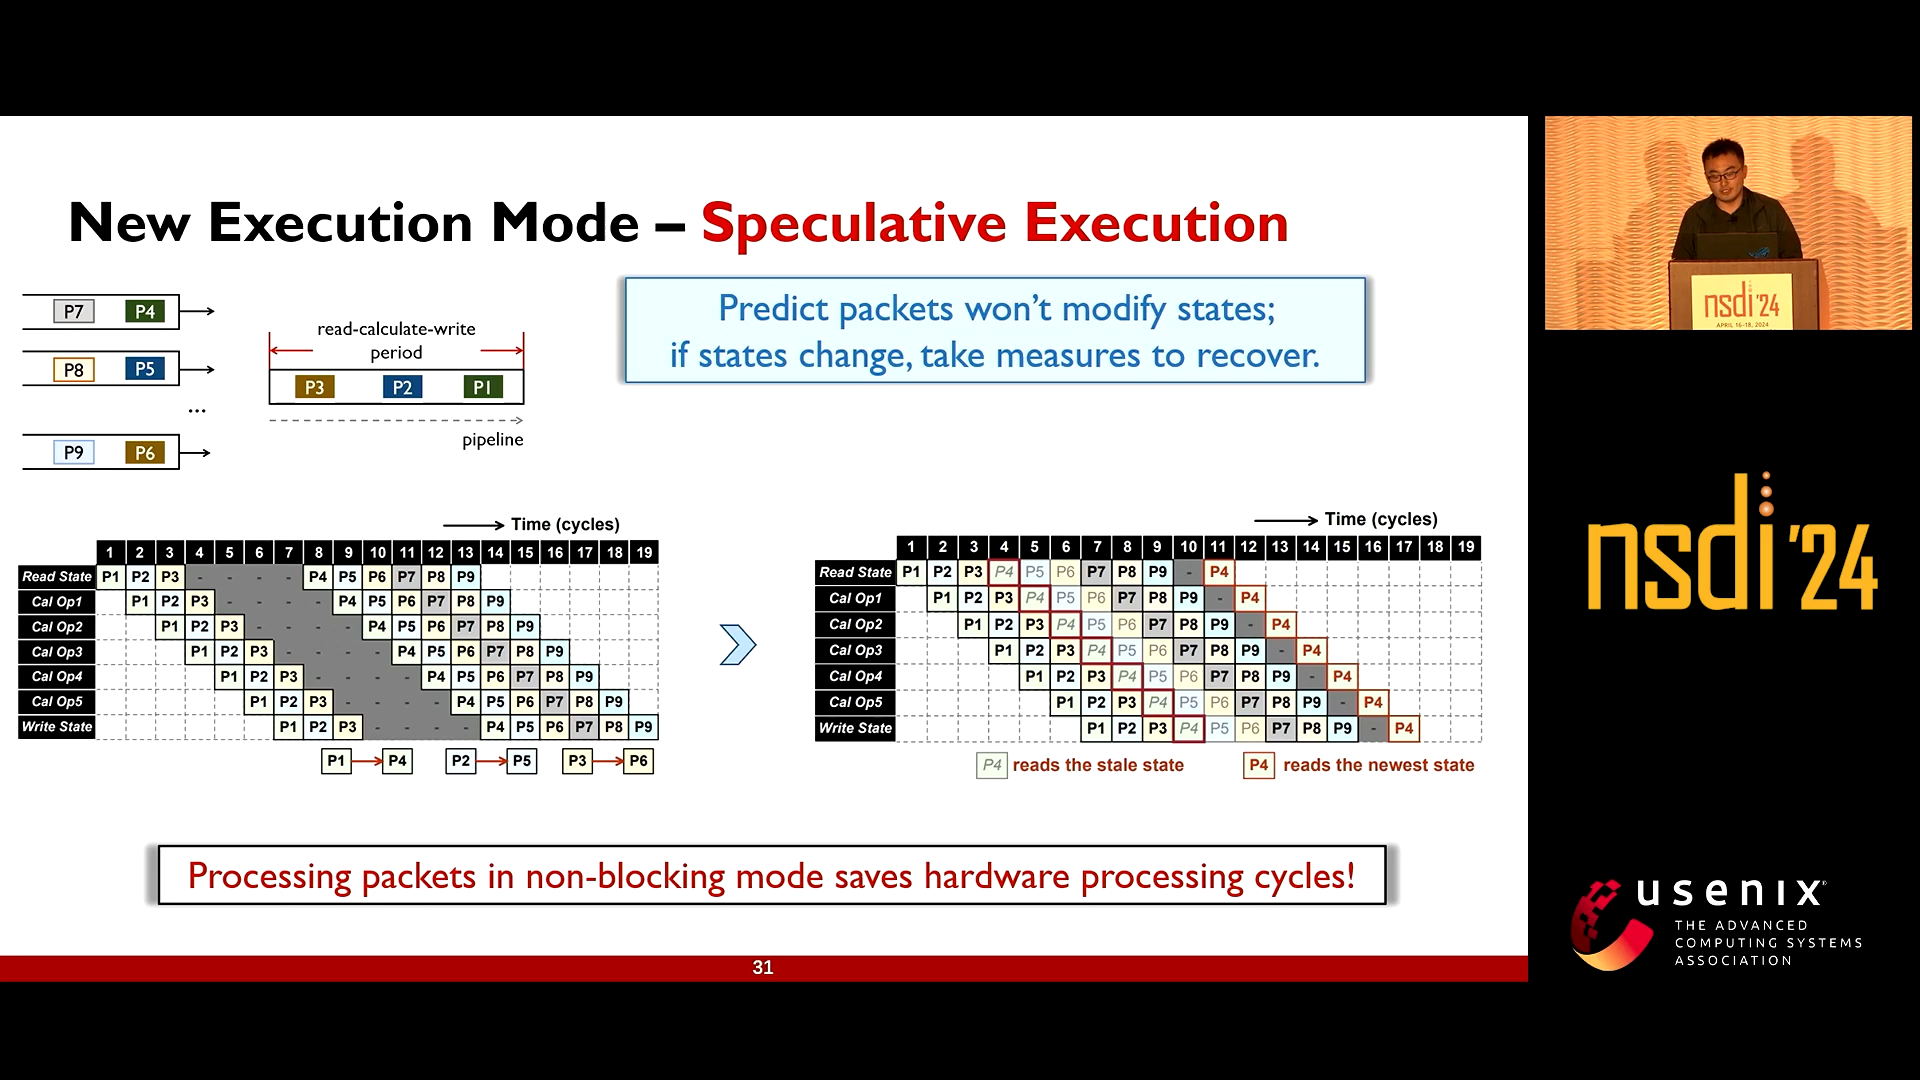 New Execution Mode – Speculative Execution
P7 P4
P8 P5
...
P9 P6
read-calculate-write
period
P3 P2 P1
pipeline
Predict packets won't modify states;
if states change, take measures to recover.
Time (cycles)
1 2 3 4 5 6 7 8 9 10 11 12 13 14 15 16 17 18 19
Read State P1 P2 P3 - - - - P4 P5 P6 P7 P8 P9
Cal Op1 P1 P2 P3 - - - - P4 P5 P6 P7 P8 P9
Cal Op2 P1 P2 P3 - - - - P4 P5 P6 P7 P8 P9
Cal Op3 P1 P2 P3 - - - - P4 P5 P6 P7 P8 P9
Cal Op4 P1 P2 P3 - - - - P4 P5 P6 P7 P8 P9
Cal Op5 P1 P2 P3 - - - - P4 P5 P6 P7 P8 P9
Write State P1 P2 P3 - - - - P4 P5 P6 P7 P8 P9
P1 P4 P2 P5 P3 P6
Time (cycles)
1 2 3 4 5 6 7 8 9 10 11 12 13 14 15 16 17 18 19
Read State P1 P2 P3 P4 P5 P6 P7 P8 P9 - P4
Cal Op1 P1 P2 P3 P4 P5 P6 P7 P8 P9 - P4
Cal Op2 P1 P2 P3 P4 P5 P6 P7 P8 P9 - P4
Cal Op3 P1 P2 P3 P4 P5 P6 P7 P8 P9 - P4
Cal Op4 P1 P2 P3 P4 P5 P6 P7 P8 P9 - P4
Cal Op5 P1 P2 P3 P4 P5 P6 P7 P8 P9 - P4
Write State P1 P2 P3 P4 P5 P6 P7 P8 P9 - P4
P4 reads the stale state P4 reads the newest state
Processing packets in non-blocking mode saves hardware processing cycles!
31
nsdi '24
APRIL 16-18, 2024
nsdi '24
usenix
THE ADVANCED
COMPUTING SYSTEMS
ASSOCIATION